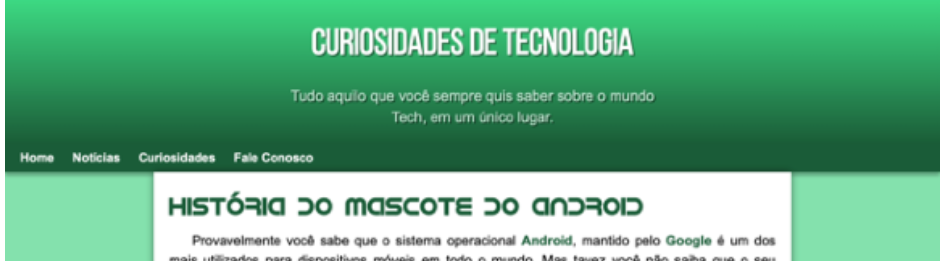 CURIOSIDADES DE TECNOLOGIA
Tudo aquilo que você sempre quis saber sobre o mundo
Tech, em um único lugar.
Home Notícias Curiosidades Fale Conosco
HISTÓRIA DO MASCOTE DO ANDROID
Provavelmente você sabe que o sistema operacional Android, mantido pelo Google é um dos
mais utilizados para dispositivos móveis em todo o mundo. Mas tavez você não saiba que o seu